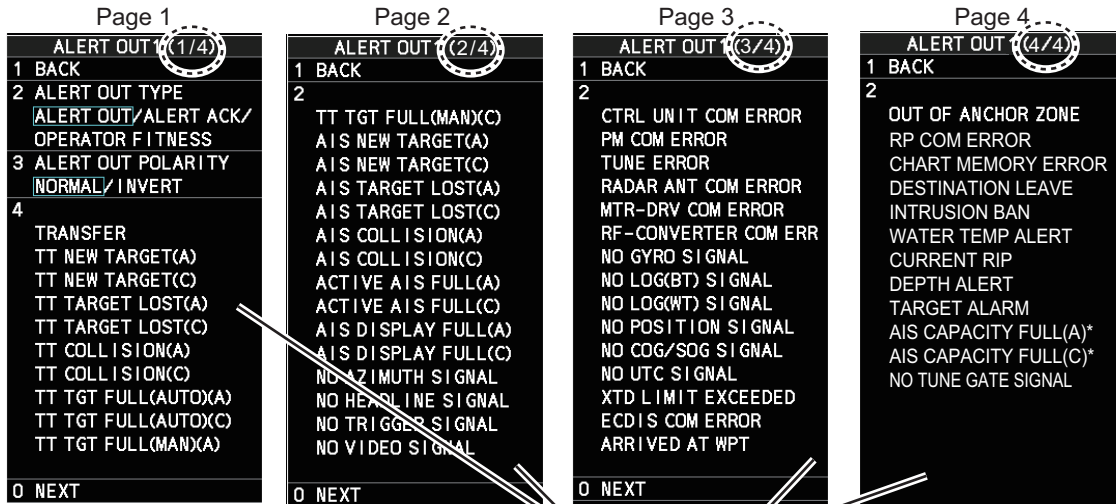 Page 1
ALERT OUT1 (1/4)
1 BACK
2 ALERT OUT TYPE
ALERT OUT/ALERT ACK/
OPERATOR FITNESS
3 ALERT OUT POLARITY
NORMAL/INVERT
4
TRANSFER
TT NEW TARGET(A)
TT NEW TARGET(C)
TT TARGET LOST(A)
TT TARGET LOST(C)
TT COLLISION(A)
TT COLLISION(C)
TT TGT FULL(AUTO)(A)
TT TGT FULL(AUTO)(C)
TT TGT FULL(MAN)(A)
0 NEXT
Page 2
ALERT OUT1 (2/4)
1 BACK
2
TT TGT FULL(MAN)(C)
AIS NEW TARGET(A)
AIS NEW TARGET(C)
AIS TARGET LOST(A)
AIS TARGET LOST(C)
AIS COLLISION(A)
AIS COLLISION(C)
ACTIVE AIS FULL(A)
ACTIVE AIS FULL(C)
AIS DISPLAY FULL(A)
AIS DISPLAY FULL(C)
NO AZIMUTH SIGNAL
NO HEADLINE SIGNAL
NO TRIGGER SIGNAL
NO VIDEO SIGNAL
0 NEXT
Page 3
ALERT OUT1 (3/4)
1 BACK
2
CTRL UNIT COM ERROR
PM COM ERROR
TUNE ERROR
RADAR ANT COM ERROR
MTR-DRV COM ERROR
RF-CONVERTER COM ERR
NO GYRO SIGNAL
NO LOG(BT) SIGNAL
NO LOG(WT) SIGNAL
NO POSITION SIGNAL
NO COG/SOG SIGNAL
NO UTC SIGNAL
XTD LIMIT EXCEEDED
ECDIS COM ERROR
ARRIVED AT WPT
0 NEXT
Page 4
ALERT OUT1 (4/4)
1 BACK
2
OUT OF ANCHOR ZONE
RP COM ERROR
CHART MEMORY ERROR
DESTINATION LEAVE
INTRUSION BAN
WATER TEMP ALERT
CURRENT RIP
DEPTH ALERT
TARGET ALARM
AIS CAPACITY FULL(A)*
AIS CAPACITY FULL(C)*
NO TUNE GATE SIGNAL